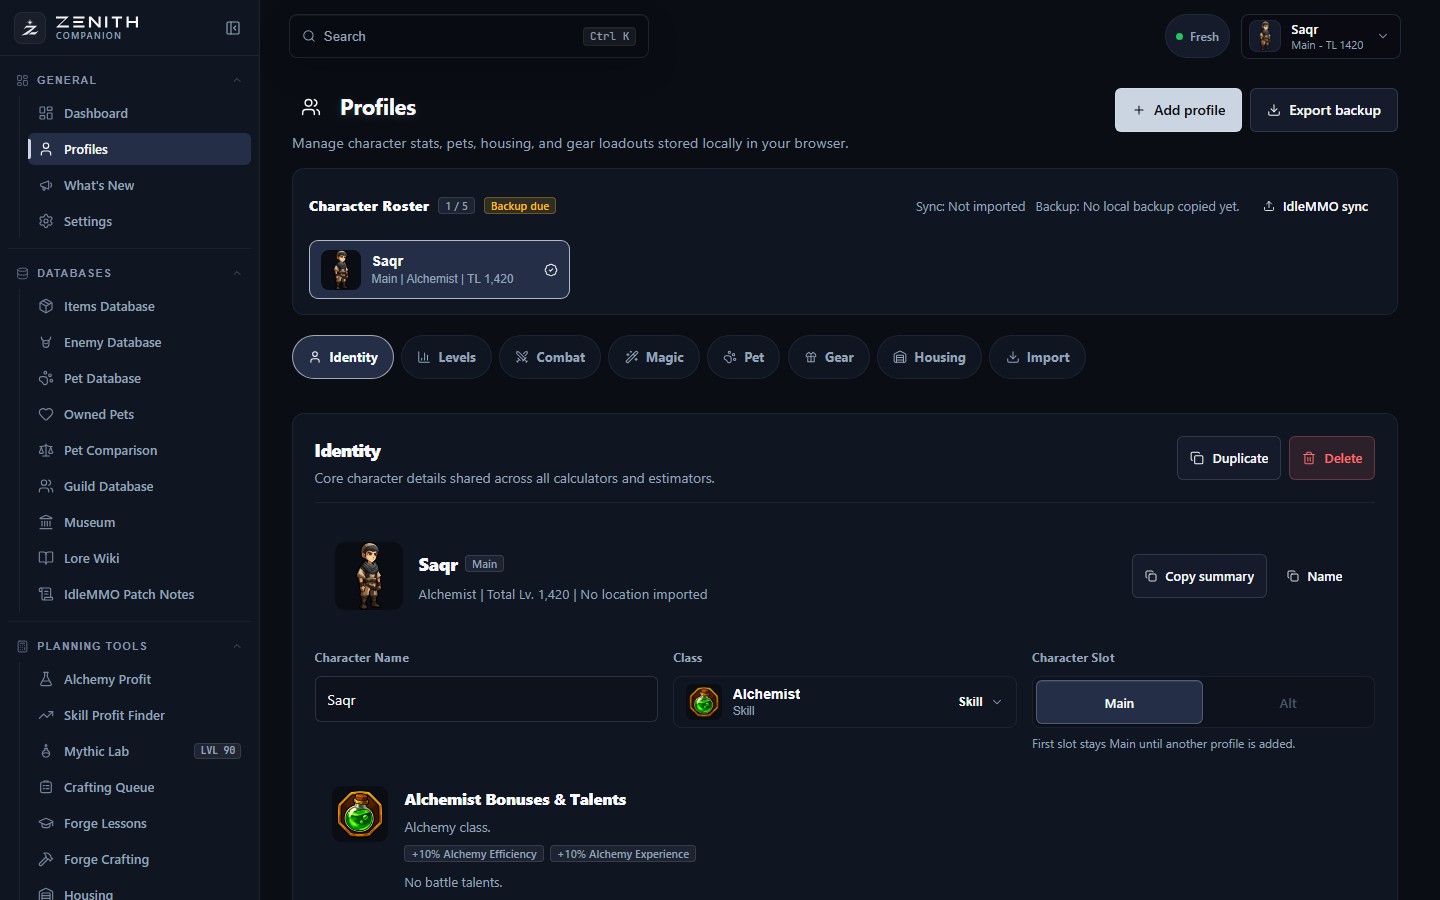 ZENITH
COMPANION
GENERAL
Dashboard
Profiles
What's New
Settings
DATABASES
Items Database
Enemy Database
Pet Database
Owned Pets
Pet Comparison
Guild Database
Museum
Lore Wiki
IdleMMO Patch Notes
PLANNING TOOLS
Alchemy Profit
Skill Profit Finder
Mythic Lab LVL 90
Crafting Queue
Forge Lessons
Forge Crafting
Housing
Search Ctrl K
Fresh
Saqr
Main - TL 1420
Profiles
Manage character stats, pets, housing, and gear loadouts stored locally in your browser.
Add profile Export backup
Character Roster 1 / 5 Backup due
Sync: Not imported Backup: No local backup copied yet. IdleMMO sync
Saqr
Main | Alchemist | TL 1,420
Identity Levels Combat Magic Pet Gear Housing Import
Identity
Core character details shared across all calculators and estimators.
Duplicate Delete
Saqr Main
Alchemist | Total Lv. 1,420 | No location imported
Copy summary Name
Character Name
Saqr
Class
Alchemist
Skill
Skill
Character Slot
Main Alt
First slot stays Main until another profile is added.
Alchemist Bonuses & Talents
Alchemy class.
+10% Alchemy Efficiency +10% Alchemy Experience
No battle talents.